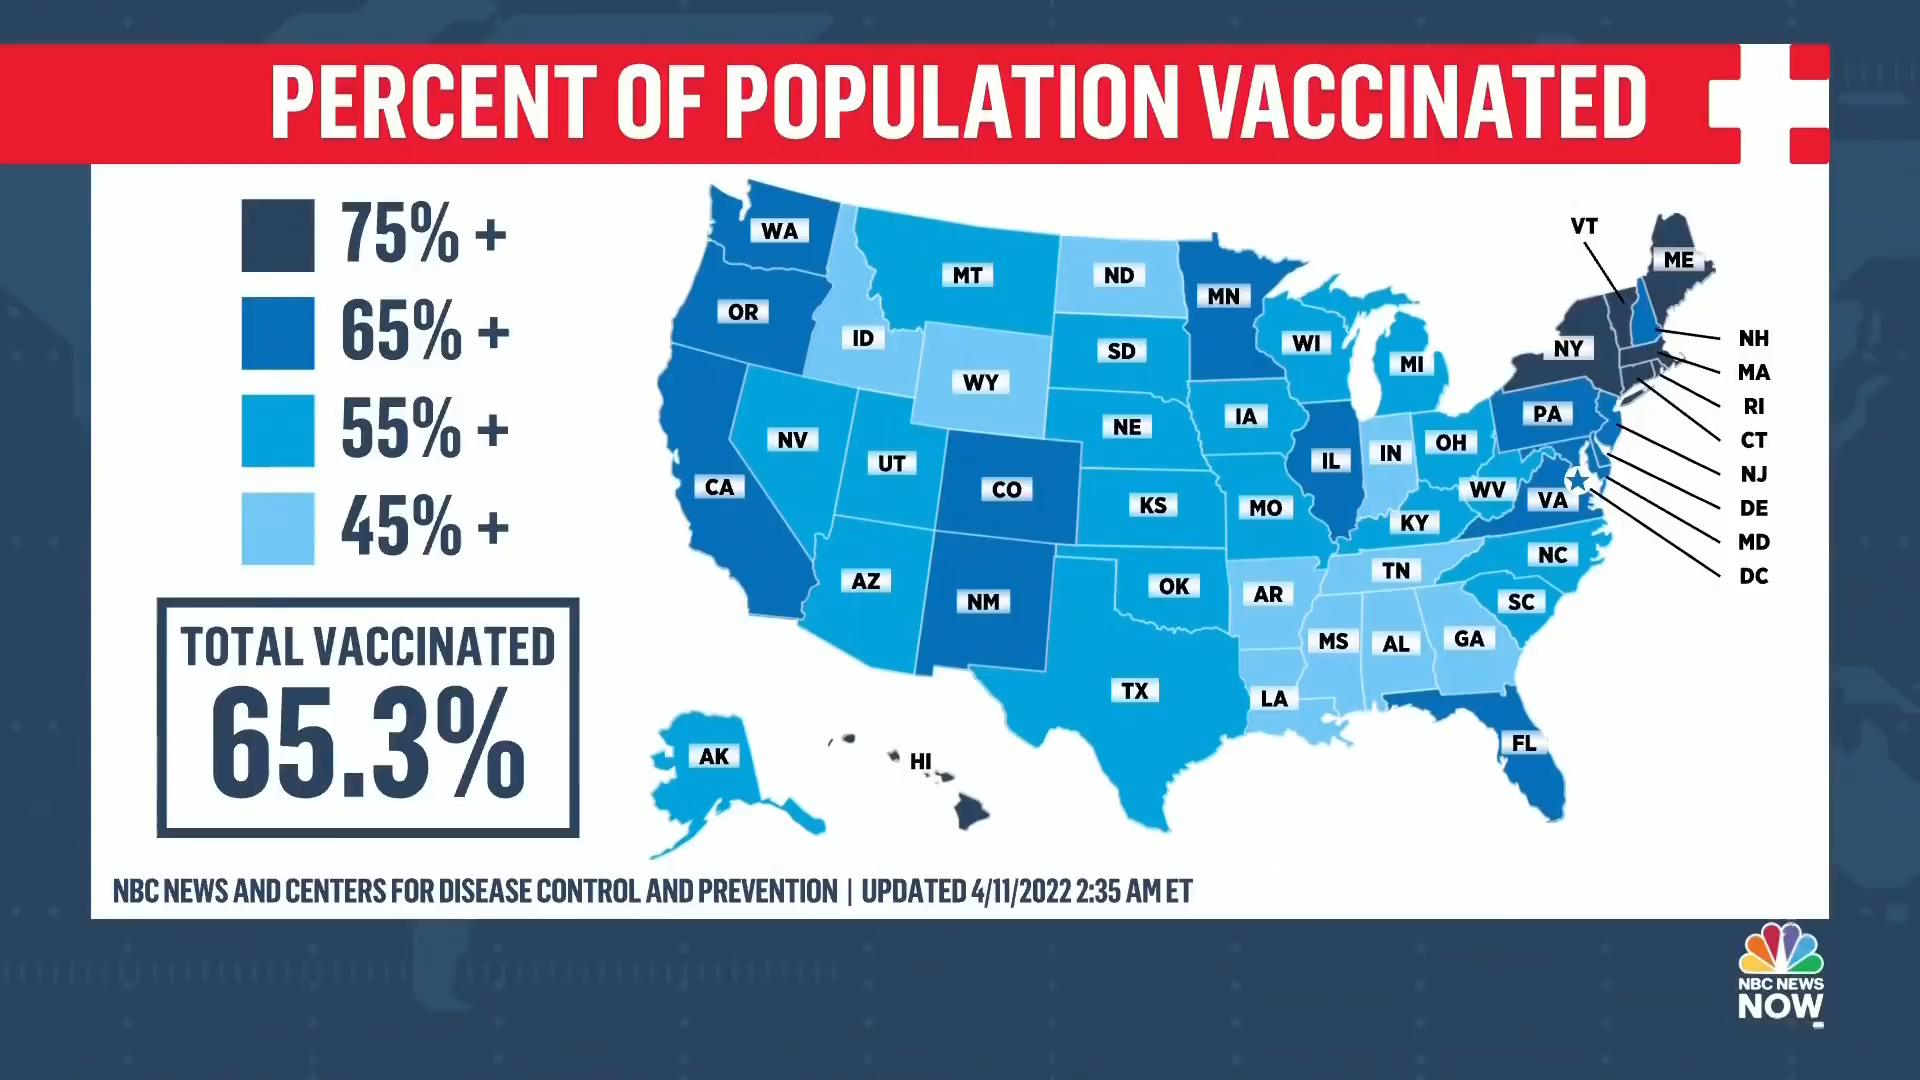 PERCENT OF POPULATION VACCINATED
75% +
65% +
55% +
45% +
TOTAL VACCINATED
65.3%
WA
OR
CA
NV
ID
MT
WY
UT
CO
AZ
NM
ND
SD
NE
KS
OK
TX
MN
IA
MO
AR
LA
WI
IL
MI
IN
OH
KY
TN
MS
AL
GA
FL
SC
NC
VA
WV
PA
NY
VT
ME
NH
MA
RI
CT
NJ
DE
MD
DC
AK
HI
NBC NEWS AND CENTERS FOR DISEASE CONTROL AND PREVENTION | UPDATED 4/11/2022 2:35 AM ET
NBC NEWS
NOW